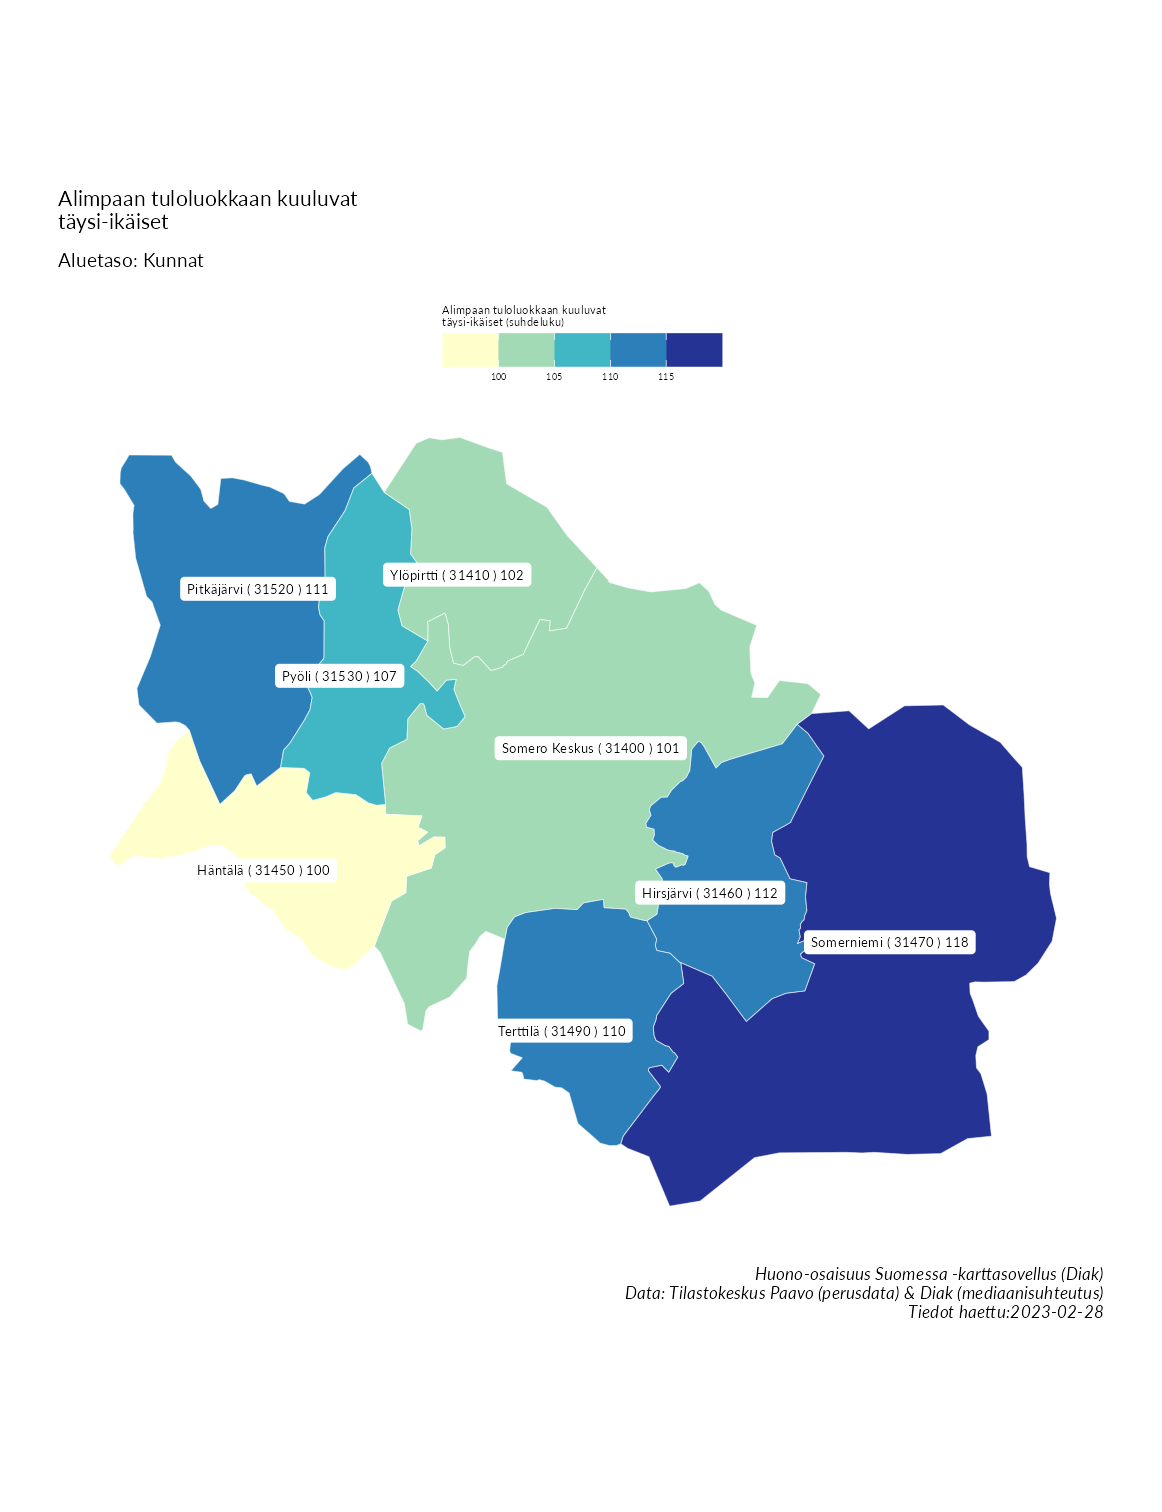 Alimpaan tuloluokkaan kuuluvat
täysi-ikäiset
Aluetaso: Kunnat
Alimpaan tuloluokkaan kuuluvat
täysi-ikäiset (suhdeluku)
100 105 110 115
Ylöpirtti ( 31410 ) 102
Pitkäjärvi ( 31520 ) 111
Pyöli ( 31530 ) 107
Somero Keskus ( 31400 ) 101
Häntälä ( 31450 ) 100
Hirsjärvi ( 31460 ) 112
Somerniemi ( 31470 ) 118
Terttilä ( 31490 ) 110
Huono-osaisuus Suomessa -karttasovellus (Diak)
Data: Tilastokeskus Paavo (perusdata) & Diak (mediaanisuhteutus)
Tiedot haettu:2023-02-28